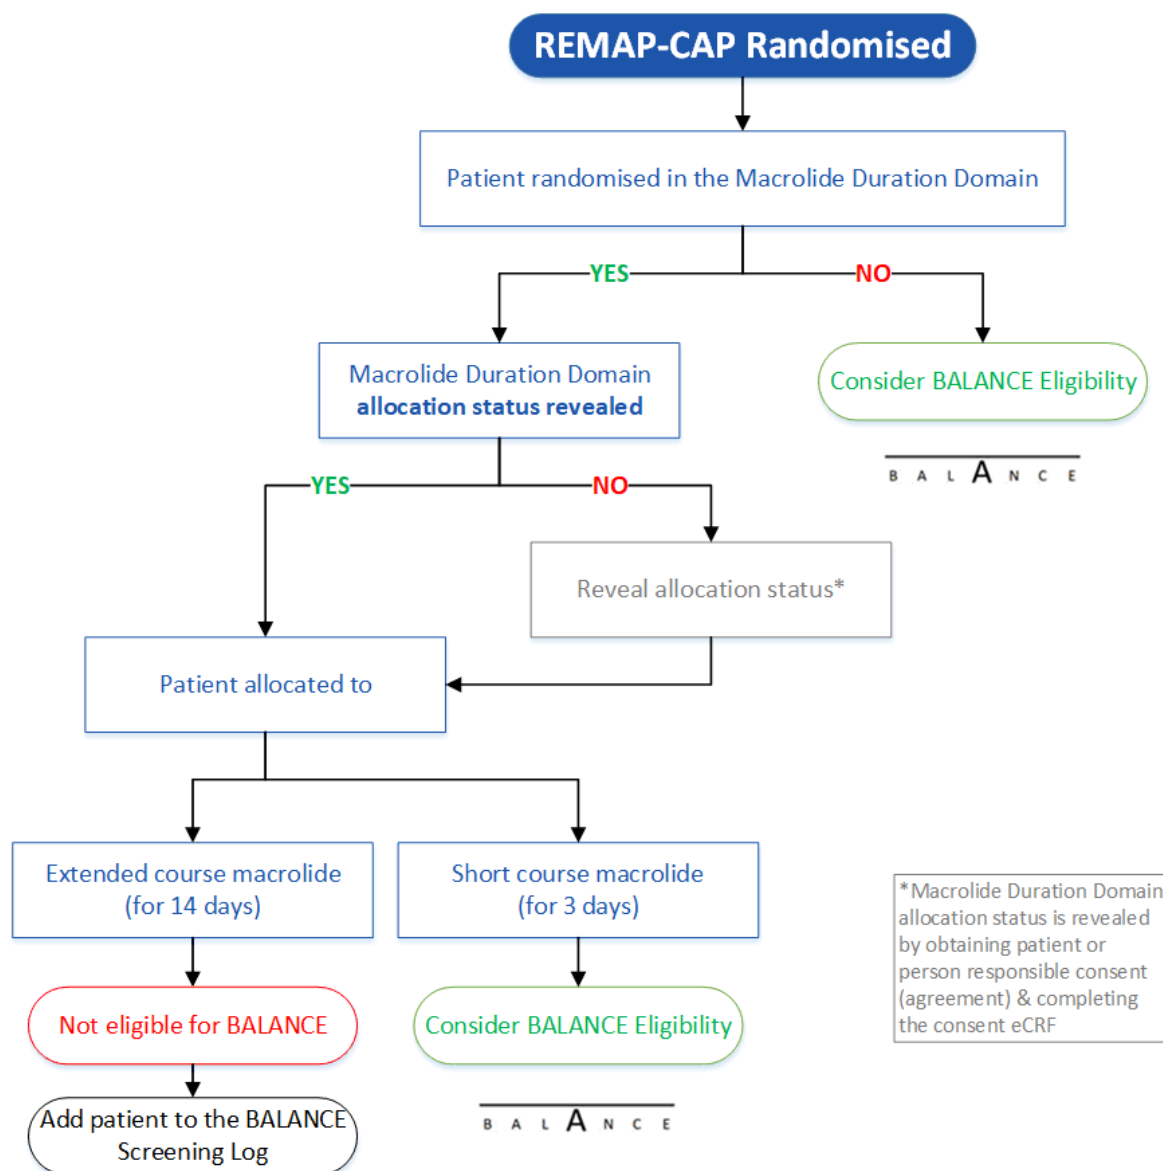 REMAP-CAP Randomised
Patient randomised in the Macrolide Duration Domain
YES
NO
Macrolide Duration Domain
allocation status revealed
Consider BALANCE Eligibility
BALANCE
YES
NO
Reveal allocation status*
Patient allocated to
Extended course macrolide
(for 14 days)
Short course macrolide
(for 3 days)
*Macrolide Duration Domain
allocation status is revealed
by obtaining patient or
person responsible consent
(agreement) & completing
the consent eCRF
Not eligible for BALANCE
Consider BALANCE Eligibility
Add patient to the BALANCE
Screening Log
BALANCE